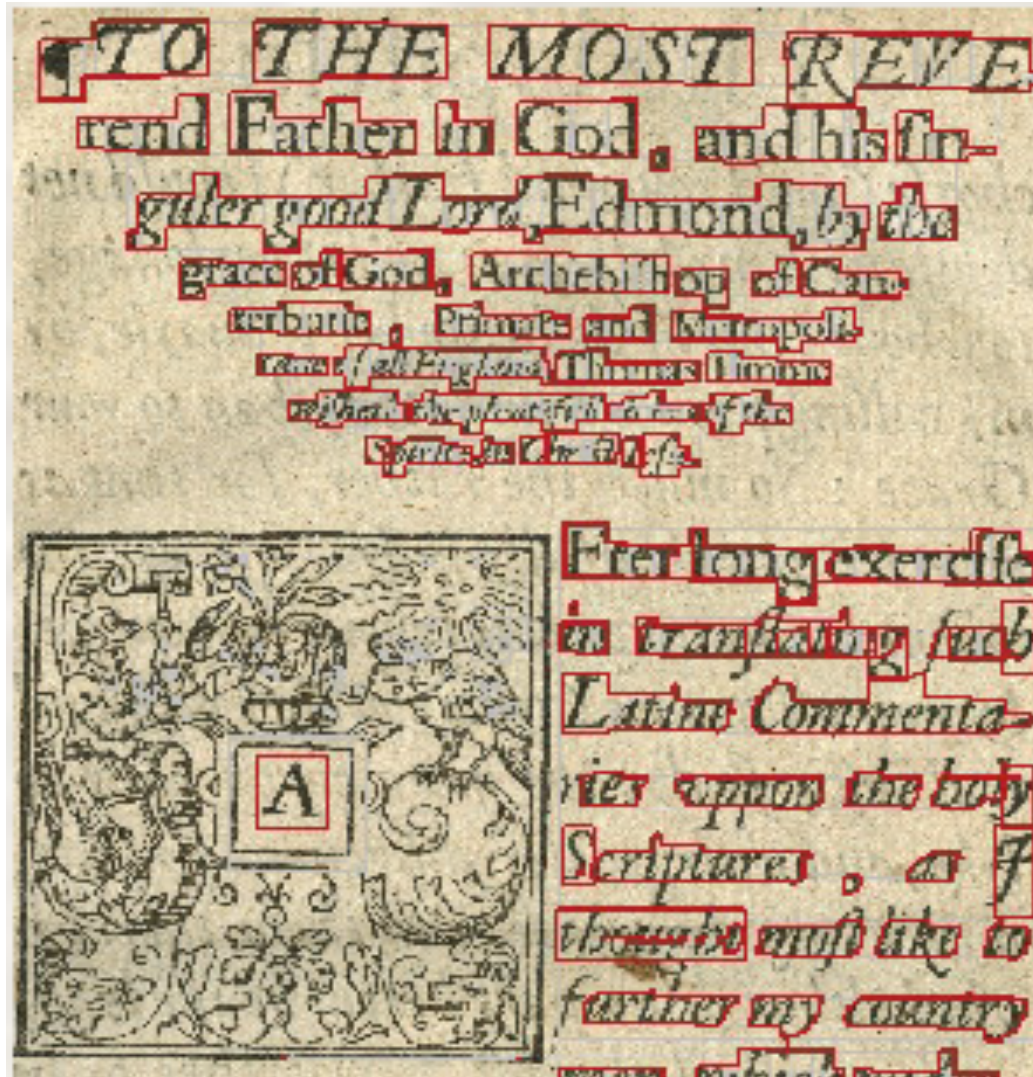 ¶TO THE MOST REVE
rend Father in God, and his ſin-
guler good Lord, Edmond, by the
grace of God, Archebiſhop of Can-
terburie, Primate and Metropoli-
tane of all England, Thomas Timme
wiſheth the plentifull riches of the
Spirite, in Chriſt Ieſu.
A
Fter long exerciſe
in tranſlating ſuch
Latine Commenta-
ries vppon the holy
Scriptures, as I
thought moſt like to
further my country